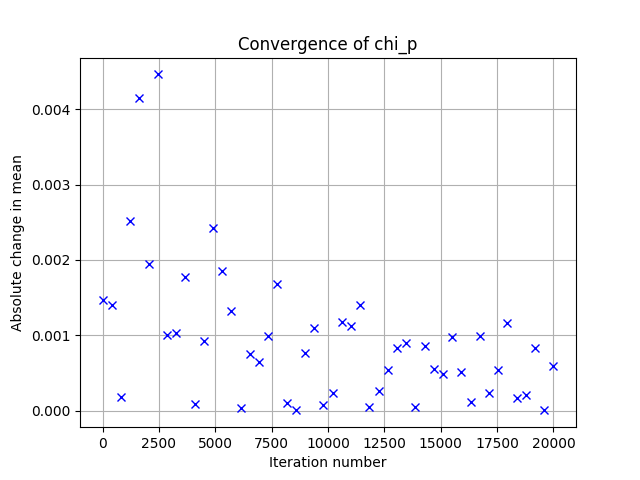 Convergence of chi_p
Absolute change in mean
0.004
0.003
0.002
0.001
0.000
0 2500 5000 7500 10000 12500 15000 17500 20000
Iteration number